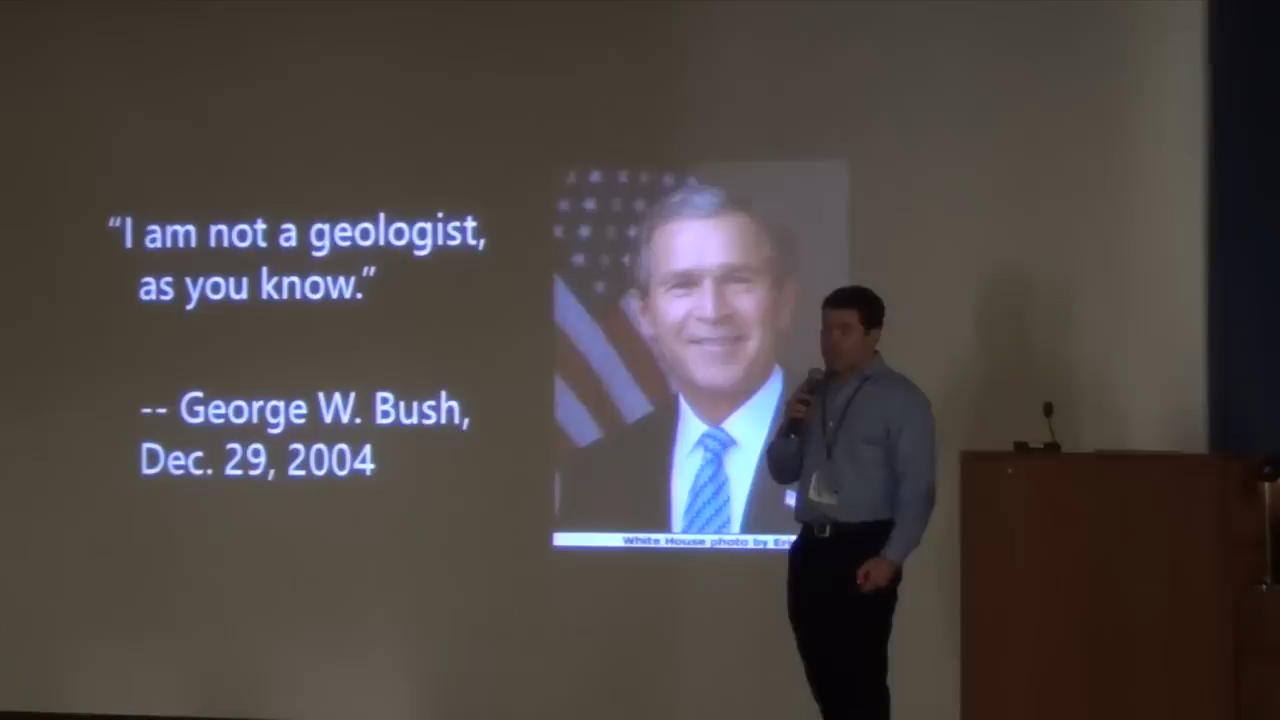 “I am not a geologist,
as you know.”
-- George W. Bush,
Dec. 29, 2004
White House photo by